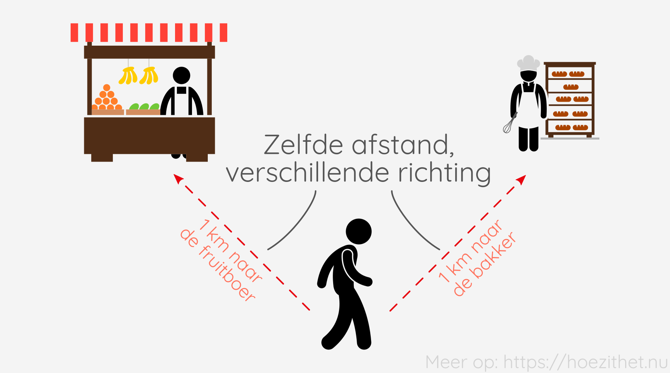 Zelfde afstand,
verschillende richting
1 km naar
de fruitboer
1 km naar
de bakker
Meer op: https://hoezithet.nu